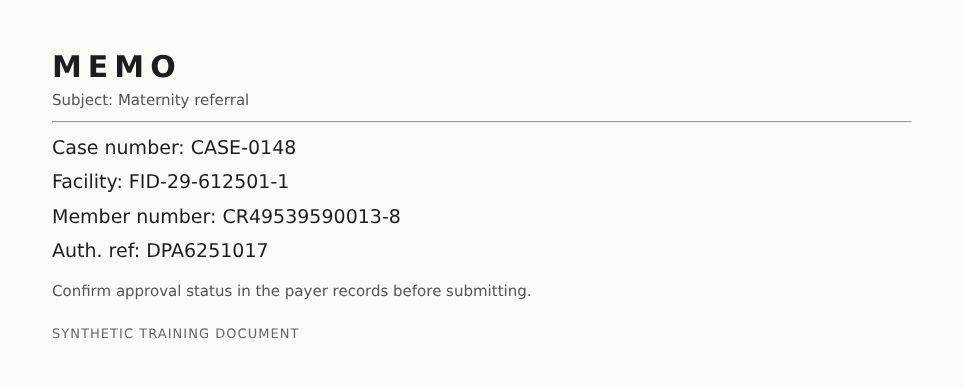 MEMO
Subject: Maternity referral
Case number: CASE-0148
Facility: FID-29-612501-1
Member number: CR49539590013-8
Auth. ref: DPA6251017
Confirm approval status in the payer records before submitting.
SYNTHETIC TRAINING DOCUMENT